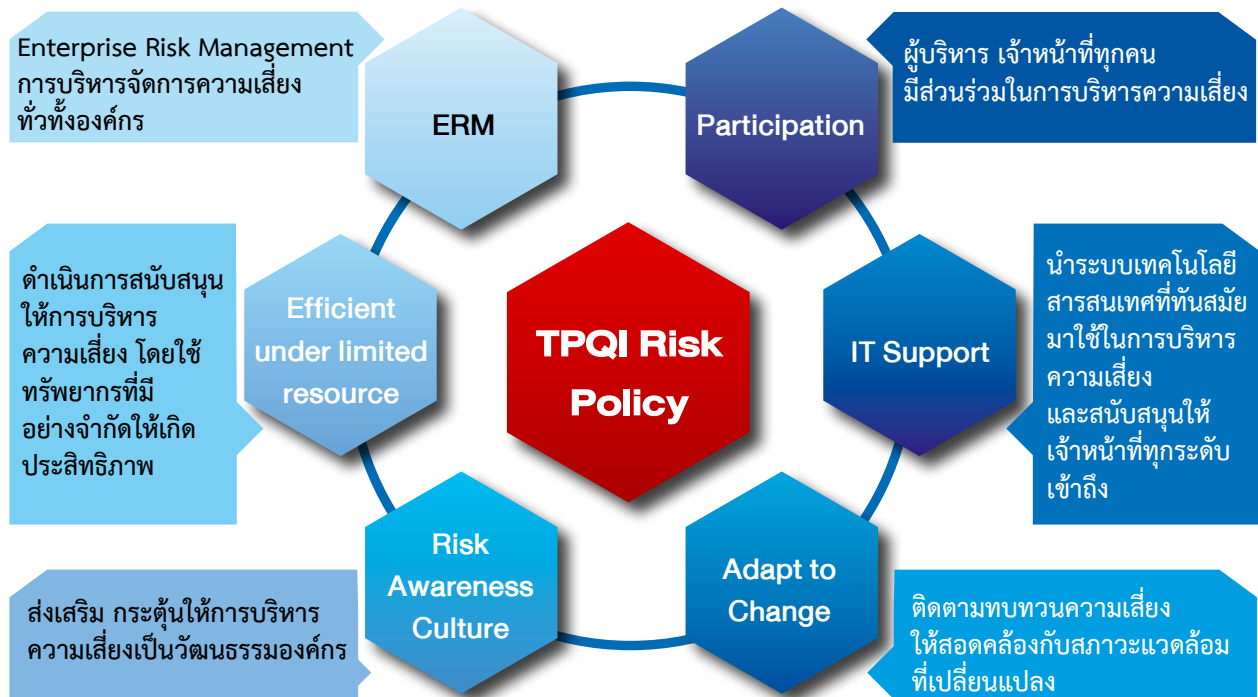 Enterprise Risk Management
การบริหารจัดการความเสี่ยง
ทั่วทั้งองค์กร
ERM
Participation
ผู้บริหาร เจ้าหน้าที่ทุกคน
มีส่วนร่วมในการบริหารความเสี่ยง
ดำเนินการสนับสนุน
ให้การบริหาร
ความเสี่ยง โดยใช้
ทรัพยากรที่มี
อย่างจำกัดให้เกิด
ประสิทธิภาพ
Efficient
under limited
resource
TPQI Risk
Policy
IT Support
นำระบบเทคโนโลยี
สารสนเทศที่ทันสมัย
มาใช้ในการบริหาร
ความเสี่ยง
และสนับสนุนให้
เจ้าหน้าที่ทุกระดับ
เข้าถึง
ส่งเสริม กระตุ้นให้การบริหาร
ความเสี่ยงเป็นวัฒนธรรมองค์กร
Risk
Awareness
Culture
Adapt to
Change
ติดตามทบทวนความเสี่ยง
ให้สอดคล้องกับสภาวะแวดล้อม
ที่เปลี่ยนแปลง